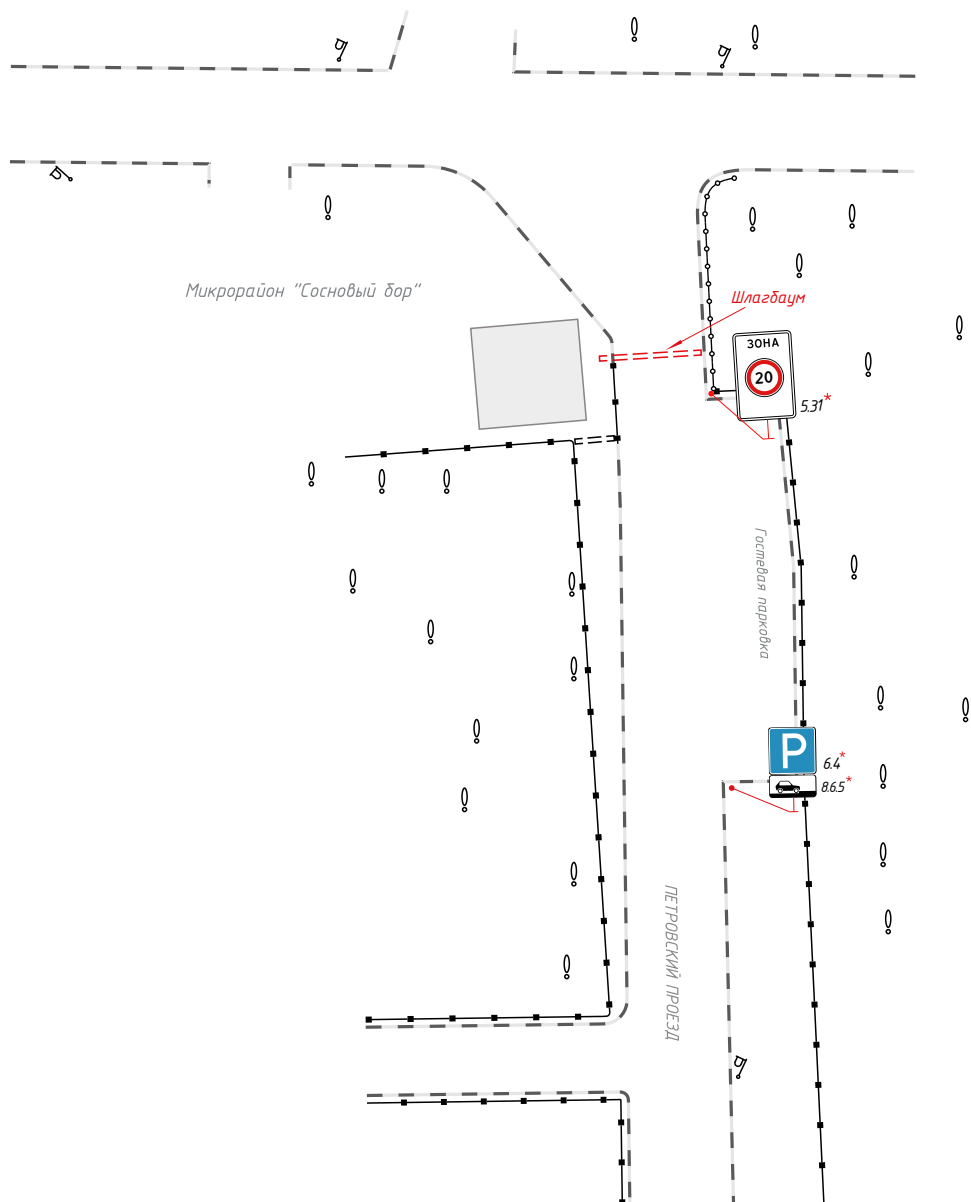 Микрорайон "Сосновый бор"
Шлагбаум
ЗОНА
20
5.31*
Гостевая парковка
P
6.4*
8.6.5*
ПЕТРОВСКИЙ ПРОЕЗД